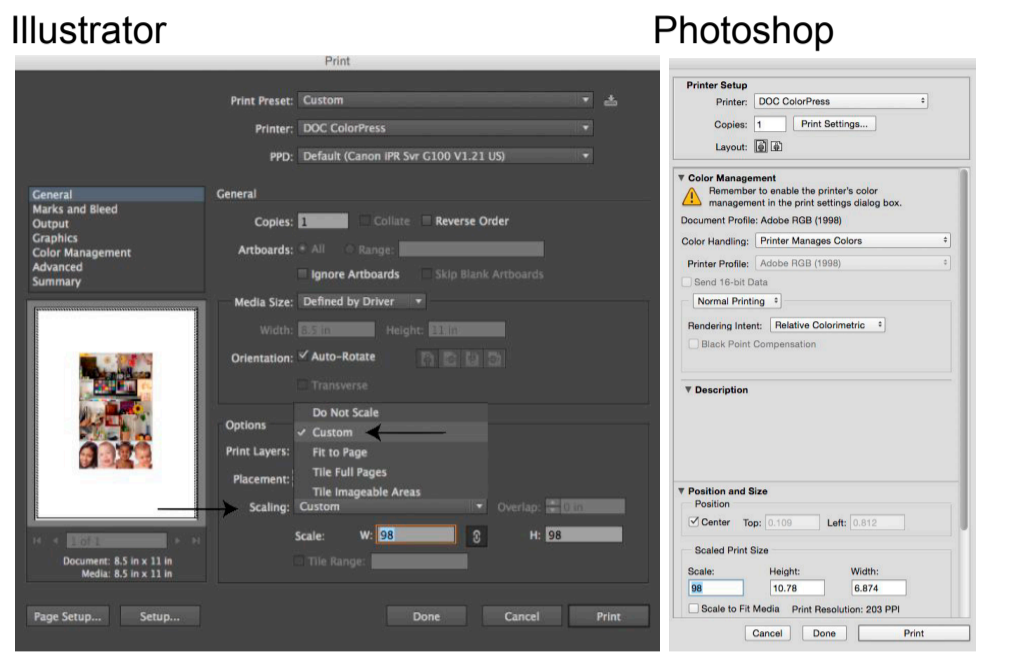 Illustrator
Photoshop
Print
Print Preset: Custom
Printer: DOC ColorPress
PPD: Default (Canon IPR Svr G100 V1.21 US)
General
Marks and Bleed
Output
Graphics
Color Management
Advanced
Summary
General
Copies: 1 Collate Reverse Order
Artboards: All Range:
Ignore Artboards Skip Blank Artboards
Media Size: Defined by Driver
Width: 8.5 in Height: 11 in
Orientation: Auto-Rotate
Transverse
Options
Do Not Scale
Custom
Fit to Page
Tile Full Pages
Tile Imageable Areas
Print Layers:
Placement:
Scaling: Custom Overlap: 0 in
Scale: W: 98 H: 98
Tile Range:
1 of 1
Document: 8.5 in x 11 in
Media: 8.5 in x 11 in
Page Setup... Setup... Done Cancel Print
Printer Setup
Printer: DOC ColorPress
Copies: 1 Print Settings...
Layout:
Color Management
Remember to enable the printer's color
management in the print settings dialog box.
Document Profile: Adobe RGB (1998)
Color Handling: Printer Manages Colors
Printer Profile: Adobe RGB (1998)
Send 16-bit Data
Normal Printing
Rendering Intent: Relative Colorimetric
Black Point Compensation
Description
Position and Size
Position
Center Top: 0.109 Left: 0.812
Scaled Print Size
Scale: Height: Width:
98 10.78 6.874
Scale to Fit Media Print Resolution: 203 PPI
Cancel Done Print